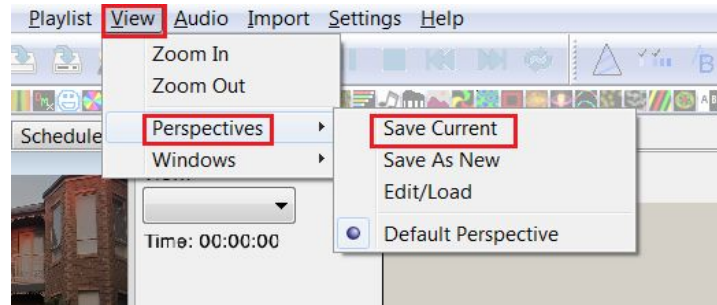 Playlist View Audio Import Settings Help
Zoom In
Zoom Out
Schedule
Perspectives
Save Current
Windows
Save As New
Edit/Load
Time: 00:00:00
Default Perspective